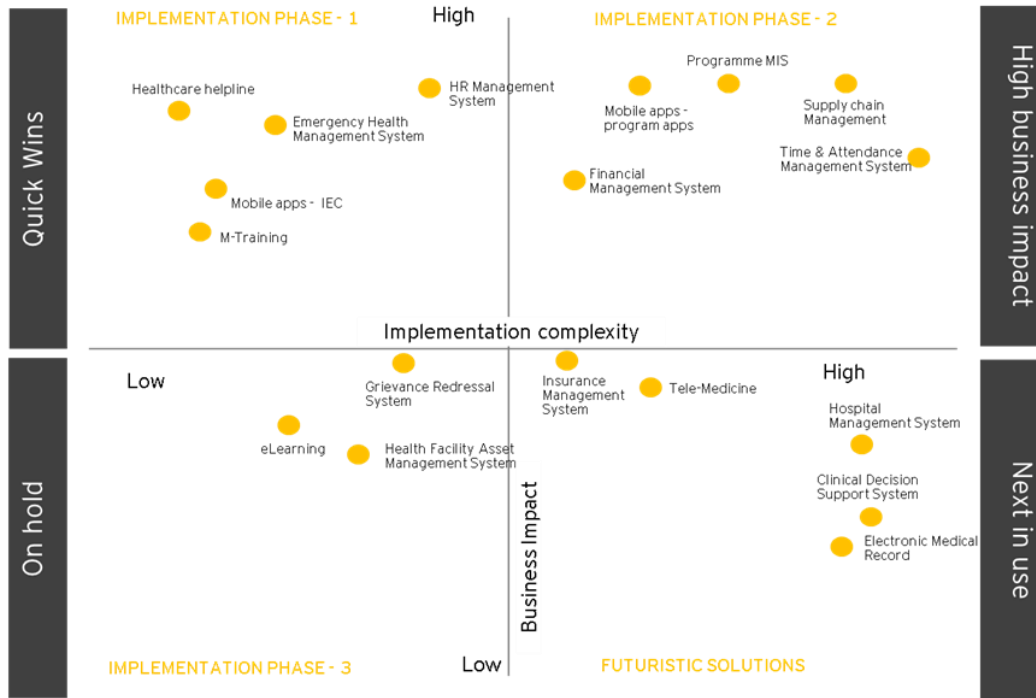 IMPLEMENTATION PHASE - 1
High
IMPLEMENTATION PHASE - 2
Quick Wins
High business impact
Healthcare helpline
Emergency Health
Management System
HR Management
System
Mobile apps - IEC
M-Training
Programme MIS
Mobile apps -
program apps
Supply chain
Management
Time & Attendance
Management System
Financial
Management System
Implementation complexity
Low
High
On hold
Next in use
Grievance Redressal
System
eLearning
Health Facility Asset
Management System
Insurance
Management
System
Tele-Medicine
Hospital
Management System
Clinical Decision
Support System
Electronic Medical
Record
Business Impact
IMPLEMENTATION PHASE - 3
Low
FUTURISTIC SOLUTIONS